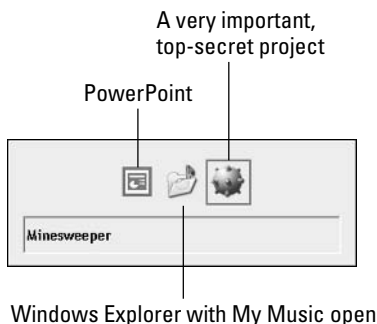 A very important,
top-secret project
PowerPoint
Minesweeper
Windows Explorer with My Music open